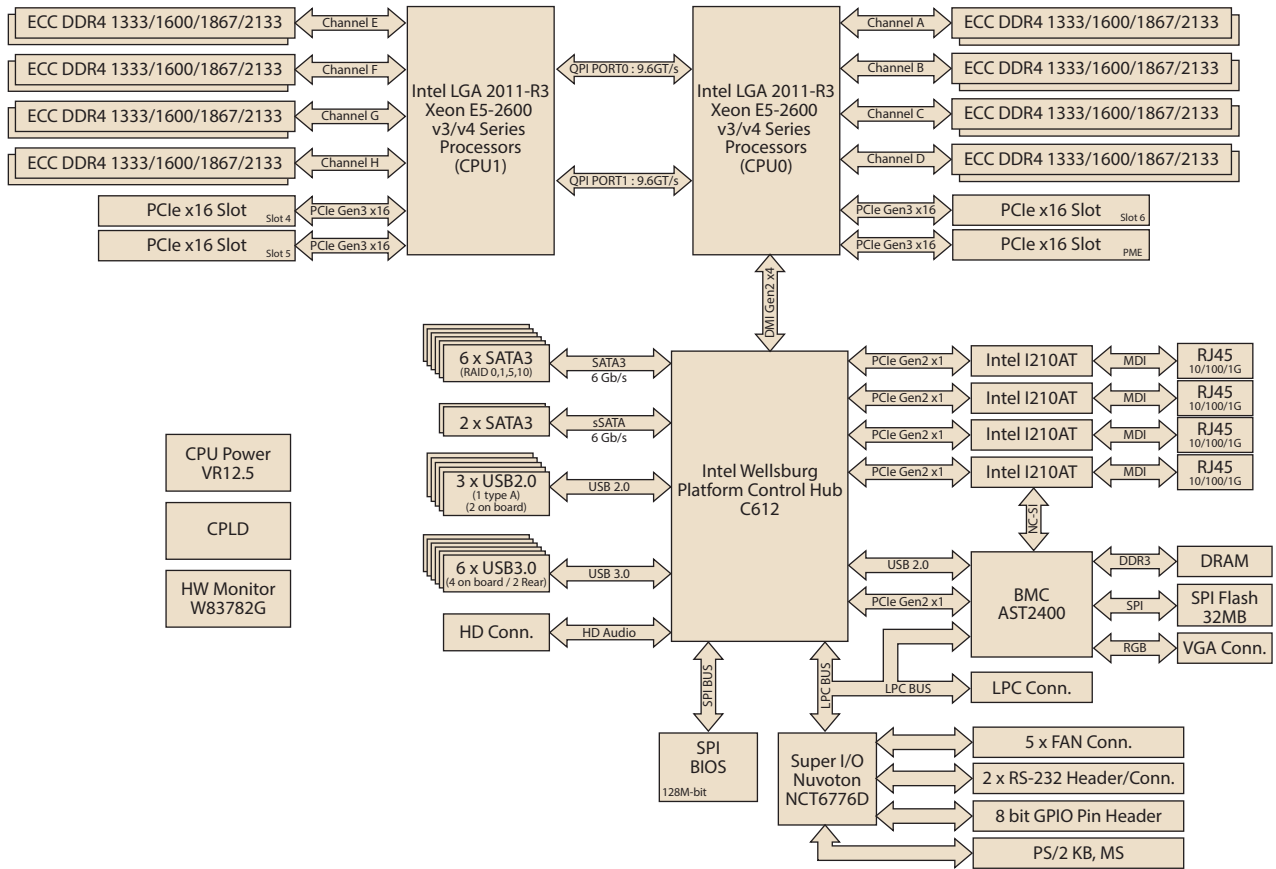 ECC DDR4 1333/1600/1867/2133
Channel E
ECC DDR4 1333/1600/1867/2133
Channel F
ECC DDR4 1333/1600/1867/2133
Channel G
ECC DDR4 1333/1600/1867/2133
Channel H
PCIe x16 Slot
Slot 4
PCIe Gen3 x16
PCIe x16 Slot
Slot 5
PCIe Gen3 x16
Intel LGA 2011-R3
Xeon E5-2600
v3/v4 Series
Processors
(CPU1)
QPI PORT0 : 9.6GT/s
QPI PORT1 : 9.6GT/s
Intel LGA 2011-R3
Xeon E5-2600
v3/v4 Series
Processors
(CPU0)
Channel A
ECC DDR4 1333/1600/1867/2133
Channel B
ECC DDR4 1333/1600/1867/2133
Channel C
ECC DDR4 1333/1600/1867/2133
Channel D
ECC DDR4 1333/1600/1867/2133
PCIe Gen3 x16
PCIe x16 Slot
Slot 6
PCIe Gen3 x16
PCIe x16 Slot
PME
DMI Gen2 x4
6 x SATA3
(RAID 0,1,5,10)
SATA3
6 Gb/s
2 x SATA3
sSATA
6 Gb/s
3 x USB2.0
(1 type A)
(2 on board)
USB 2.0
6 x USB3.0
(4 on board / 2 Rear)
USB 3.0
HD Conn.
HD Audio
CPU Power
VR12.5
CPLD
HW Monitor
W83782G
Intel Wellsburg
Platform Control Hub
C612
PCIe Gen2 x1
Intel I210AT
MDI
RJ45
10/100/1G
PCIe Gen2 x1
Intel I210AT
MDI
RJ45
10/100/1G
PCIe Gen2 x1
Intel I210AT
MDI
RJ45
10/100/1G
PCIe Gen2 x1
Intel I210AT
MDI
RJ45
10/100/1G
NC-Si
USB 2.0
PCIe Gen2 x1
BMC
AST2400
DDR3
DRAM
SPI
SPI Flash
32MB
RGB
VGA Conn.
SPI BUS
LPC BUS
LPC BUS
LPC Conn.
SPI
BIOS
128M-bit
Super I/O
Nuvoton
NCT6776D
5 x FAN Conn.
2 x RS-232 Header/Conn.
8 bit GPIO Pin Header
PS/2 KB, MS